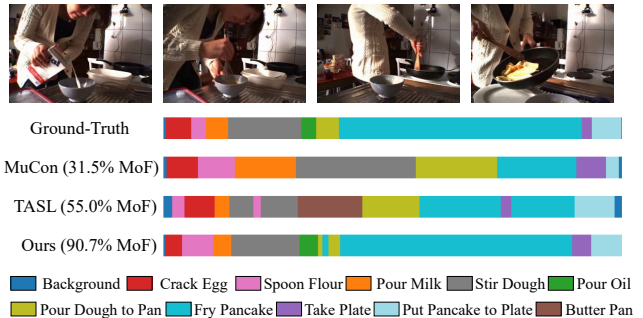 Ground-Truth
MuCon (31.5% MoF)
TASL (55.0% MoF)
Ours (90.7% MoF)
Background Crack Egg Spoon Flour Pour Milk Stir Dough Pour Oil
Pour Dough to Pan Fry Pancake Take Plate Put Pancake to Plate Butter Pan